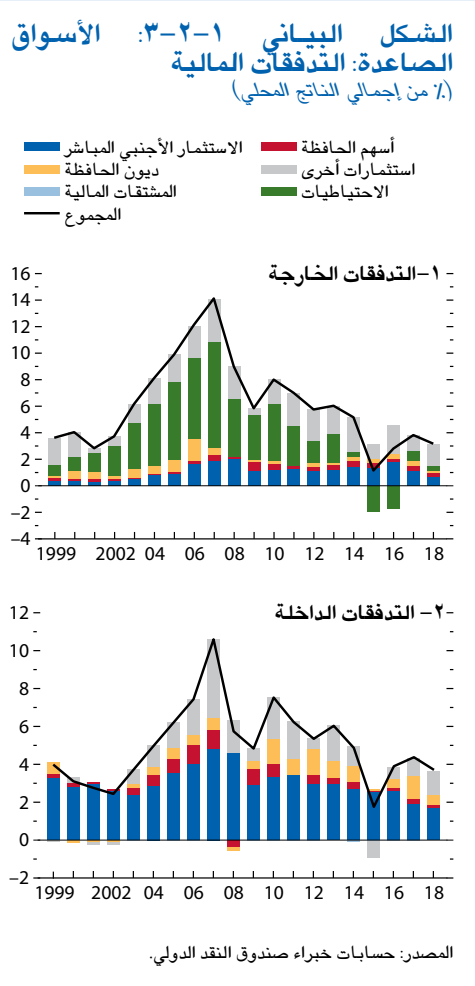 الشكل البياني ١-٢-٣: الأسواق
الصاعدة: التدفقات المالية
(٪ من إجمالي الناتج المحلي)
أسهم الحافظة
الاستثمار الأجنبي المباشر
استثمارات أخرى
ديون الحافظة
الاحتياطيات
المشتقات المالية
المجموع
١-التدفقات الخارجة
16
14
12
10
8
6
4
2
0
−2
−4
1999 2002 04 06 08 10 12 14 16 18
٢- التدفقات الداخلة
12
10
8
6
4
2
0
−2
1999 2002 04 06 08 10 12 14 16 18
المصدر: حسابات خبراء صندوق النقد الدولي.